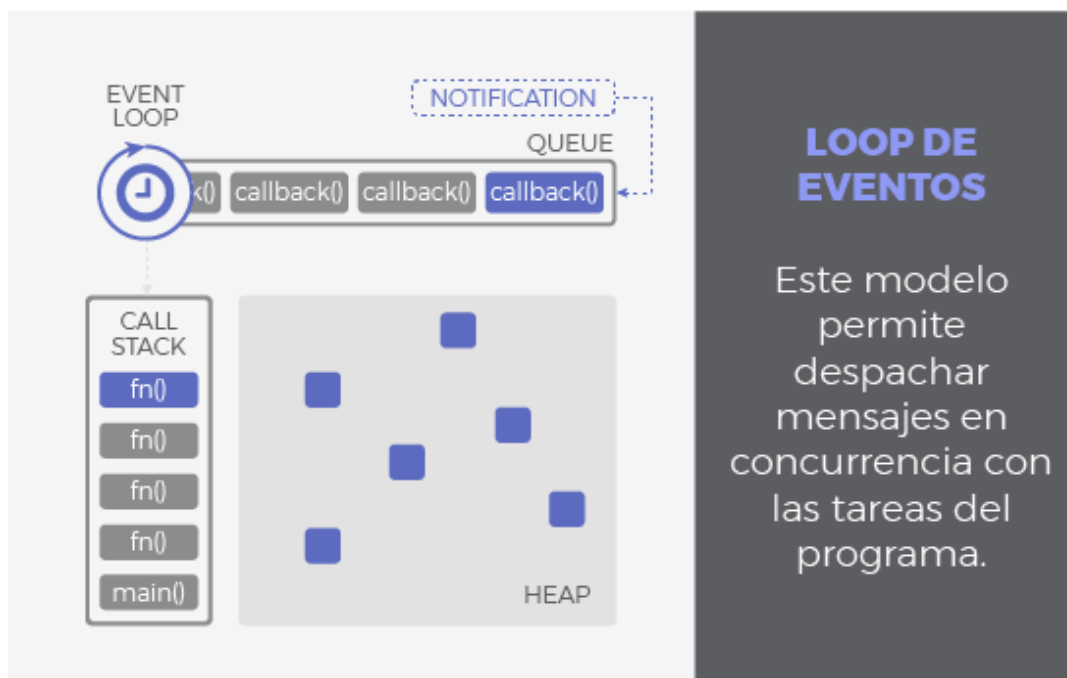 EVENT
LOOP
NOTIFICATION
QUEUE
k()
callback()
callback()
callback()
CALL
STACK
fn()
fn()
fn()
fn()
main()
HEAP
LOOP DE
EVENTOS
Este modelo
permite
despachar
mensajes en
concurrencia con
las tareas del
programa.